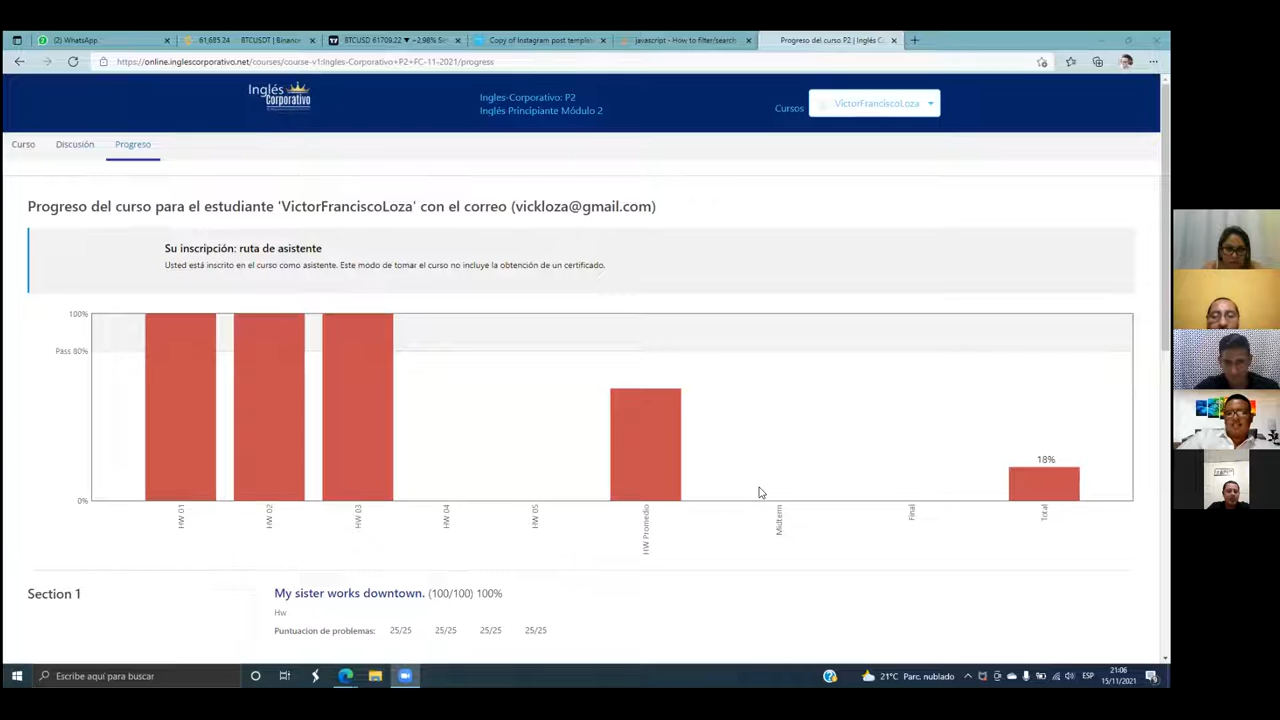 (2) WhatsApp
61,685.24 BTCUSDT | Binance
BTCUSD 61709.22 ▼ −2.98%
Copy of Instagram post templat
javascript - How to filter/search
Progreso del curso P2 | Inglés C
https://online.inglescorporativo.net/courses/course-v1:Ingles-Corporativo+P2+FC-11-2021/progress
Inglés
Corporativo
Ingles-Corporativo: P2
Inglés Principiante Módulo 2
Cursos
VictorFranciscoLoza
Curso
Discusión
Progreso
Progreso del curso para el estudiante 'VictorFranciscoLoza' con el correo (vickloza@gmail.com)
Su inscripción: ruta de asistente
Usted está inscrito en el curso como asistente. Este modo de tomar el curso no incluye la obtención de un certificado.
100%
Pass 80%
0%
18%
HW 01
HW 02
HW 03
HW 04
HW 05
HW Promedio
Midterm
Final
Total
Section 1
My sister works downtown. (100/100) 100%
Hw
Puntuacion de problemas: 25/25 25/25 25/25 25/25
Escribe aquí para buscar
21°C Parc. nublado
ESP
21:06
15/11/2021